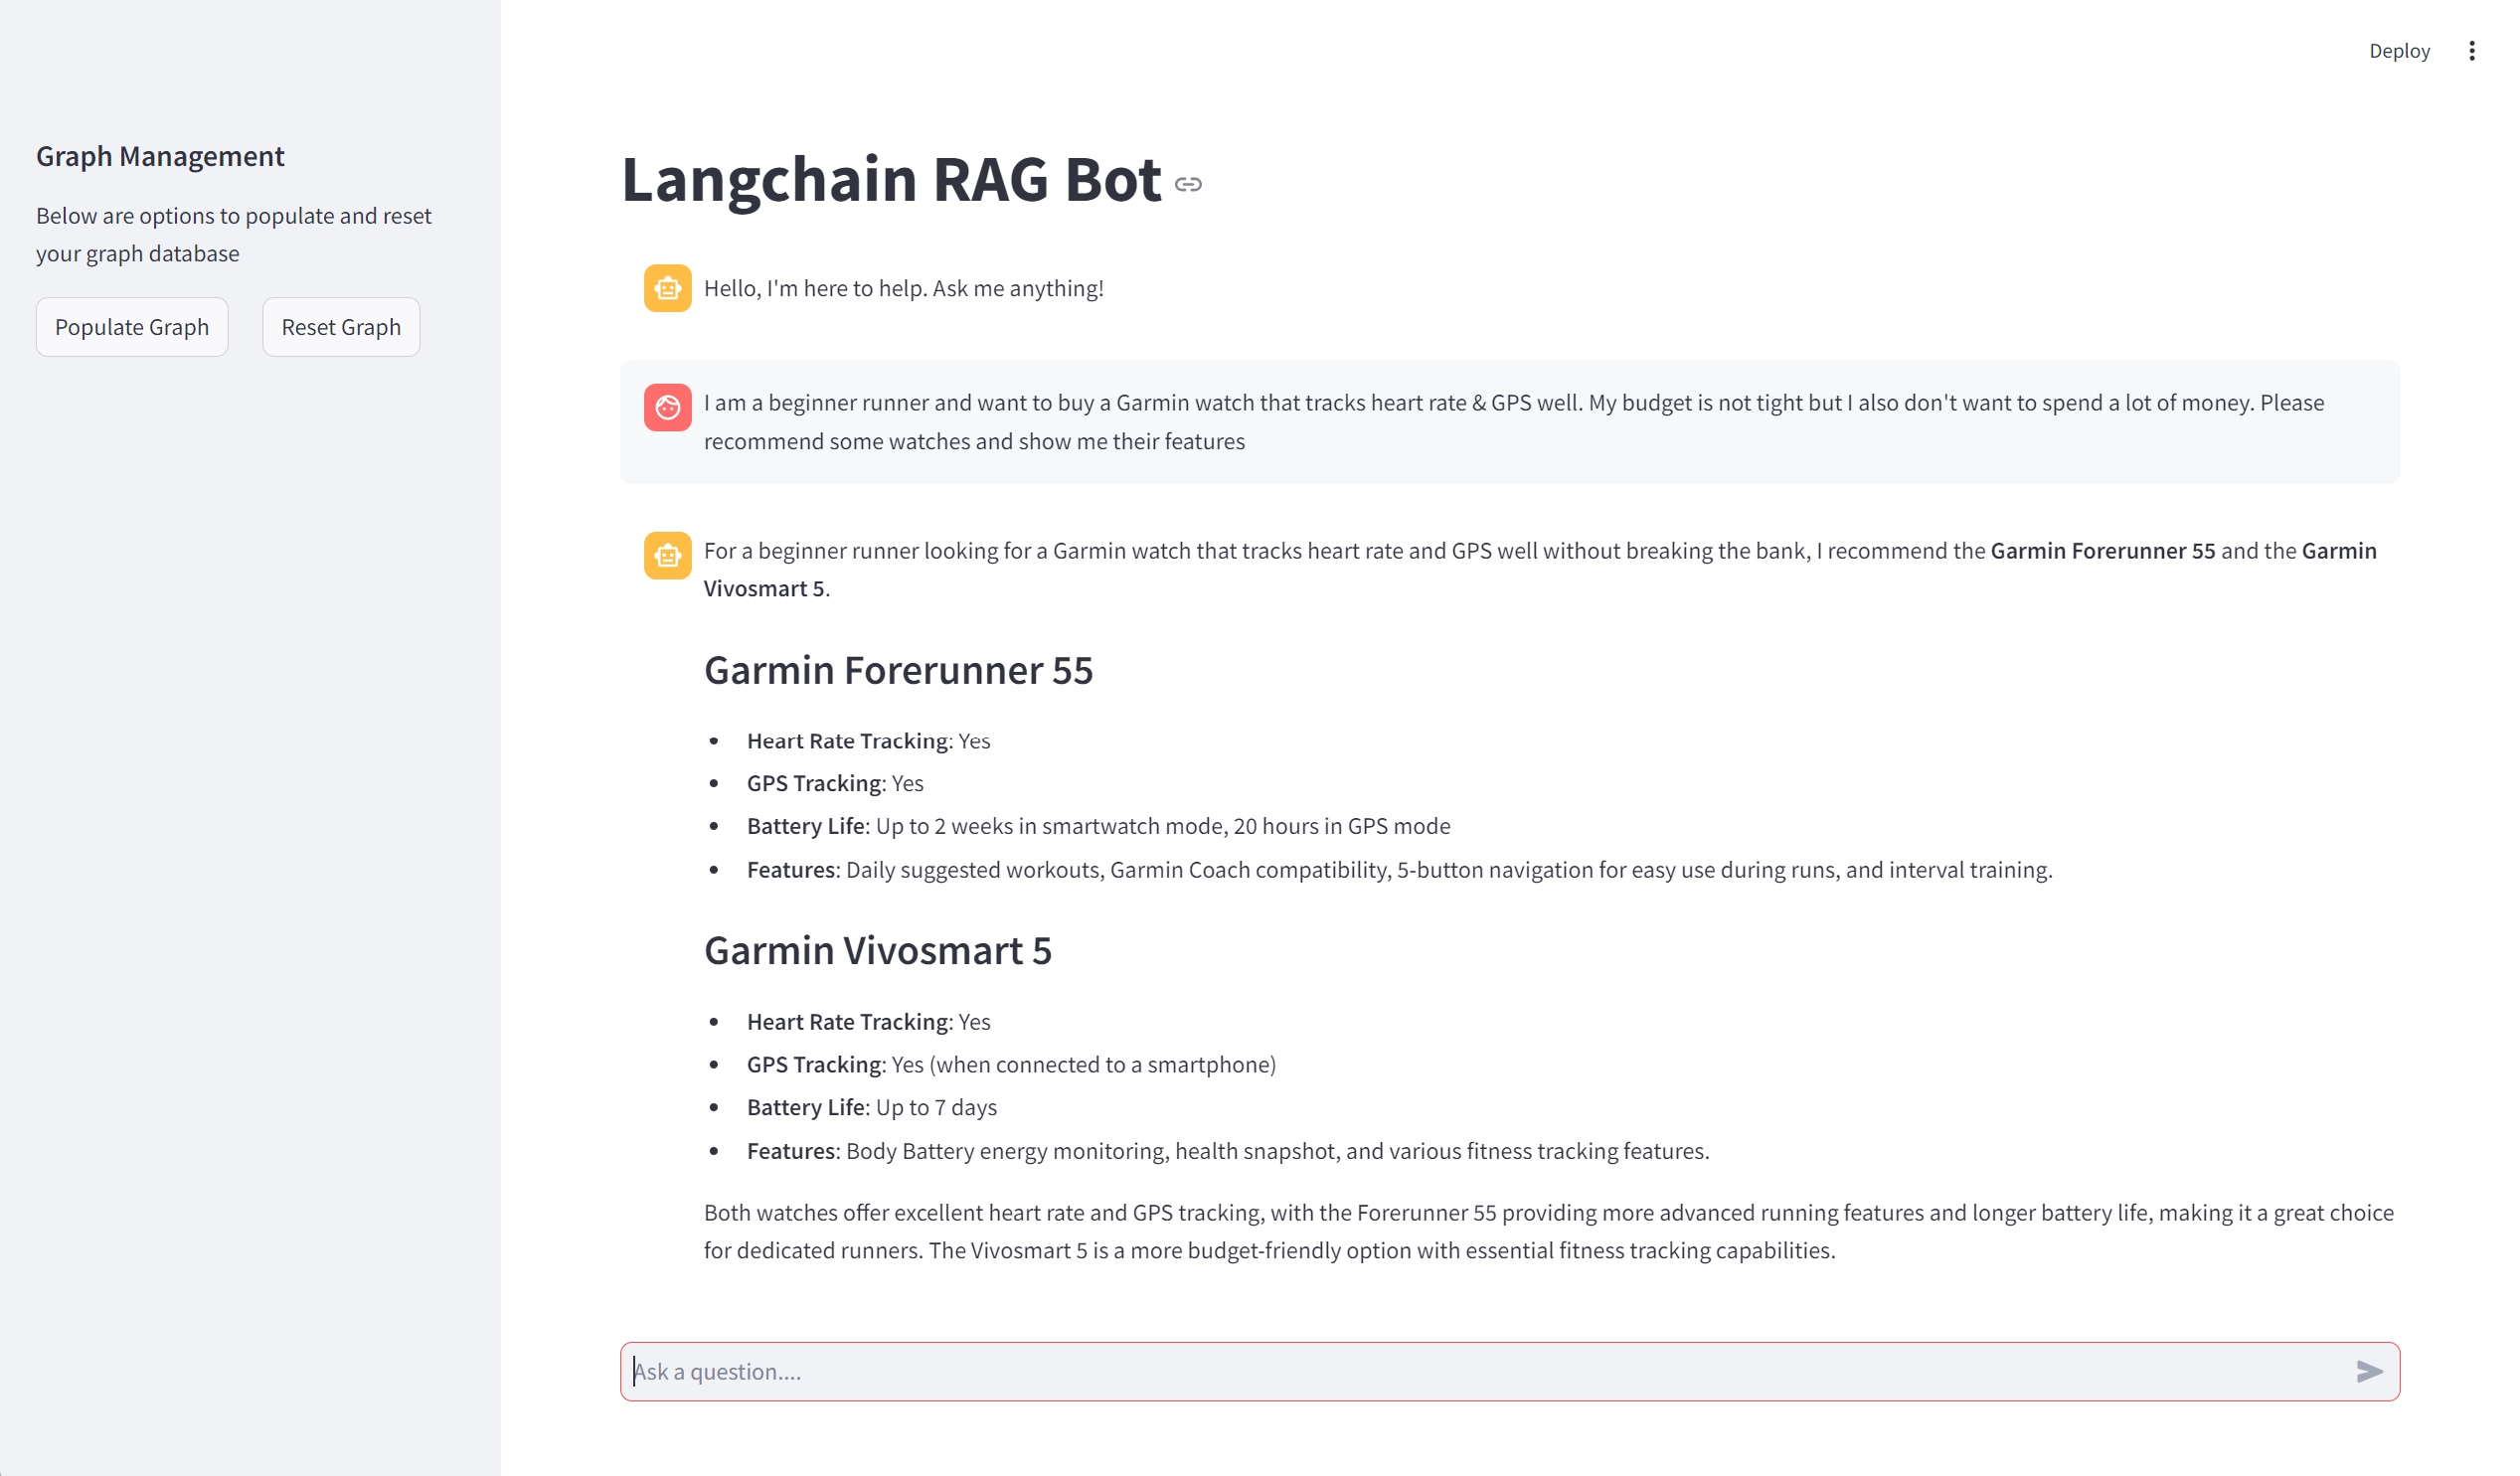 Deploy
Graph Management
Below are options to populate and reset
your graph database
Populate Graph
Reset Graph
Langchain RAG Bot
Hello, I'm here to help. Ask me anything!
I am a beginner runner and want to buy a Garmin watch that tracks heart rate & GPS well. My budget is not tight but I also don't want to spend a lot of money. Please
recommend some watches and show me their features
For a beginner runner looking for a Garmin watch that tracks heart rate and GPS well without breaking the bank, I recommend the Garmin Forerunner 55 and the Garmin
Vivosmart 5.
Garmin Forerunner 55
• Heart Rate Tracking: Yes
• GPS Tracking: Yes
• Battery Life: Up to 2 weeks in smartwatch mode, 20 hours in GPS mode
• Features: Daily suggested workouts, Garmin Coach compatibility, 5-button navigation for easy use during runs, and interval training.
Garmin Vivosmart 5
• Heart Rate Tracking: Yes
• GPS Tracking: Yes (when connected to a smartphone)
• Battery Life: Up to 7 days
• Features: Body Battery energy monitoring, health snapshot, and various fitness tracking features.
Both watches offer excellent heart rate and GPS tracking, with the Forerunner 55 providing more advanced running features and longer battery life, making it a great choice
for dedicated runners. The Vivosmart 5 is a more budget-friendly option with essential fitness tracking capabilities.
Ask a question....